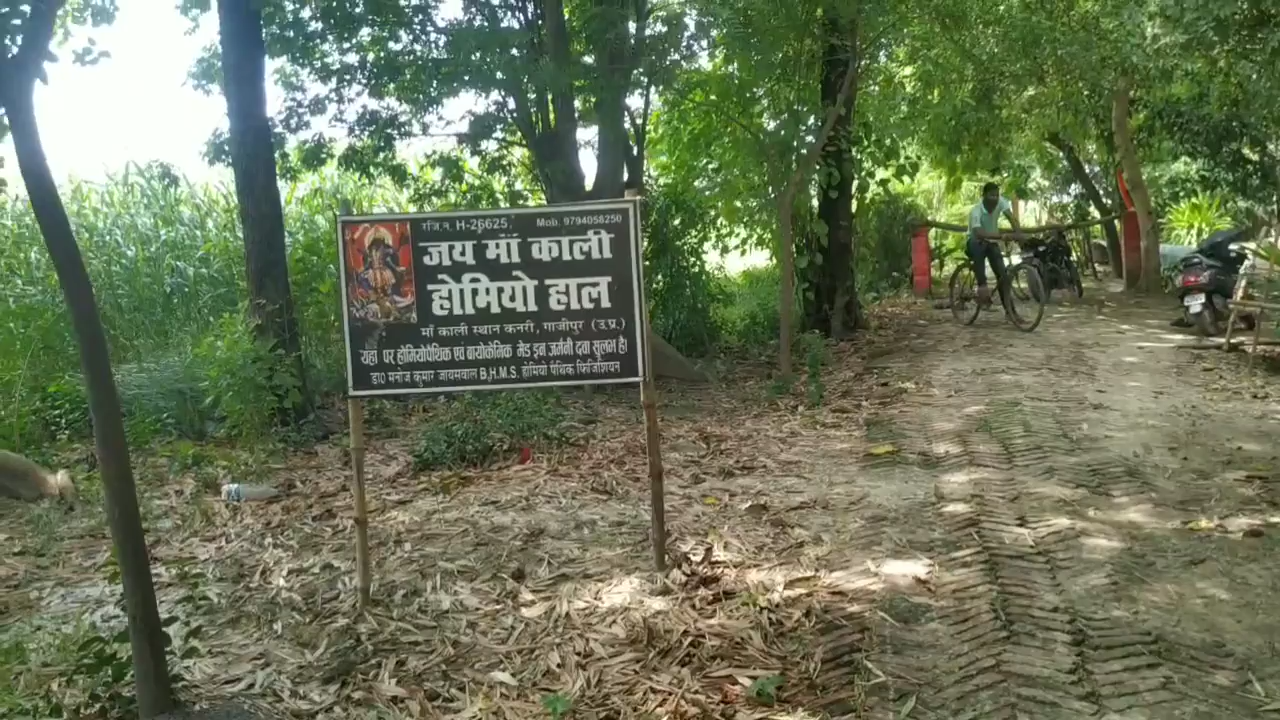 रजि.न. H-26625, Mob. 9794058250
जय माँ काली
होमियो हाल
माँ काली स्थान कनरी, गाजीपुर (उ.प्र.)
यहा पर होमियोपैथिक एवं बायोकेमिक मेड इन जर्मनी दवा सुलभ है।
डा0 मनोज कुमार जायसवाल B.H.M.S. होमियो पैथिक फिजिशियन